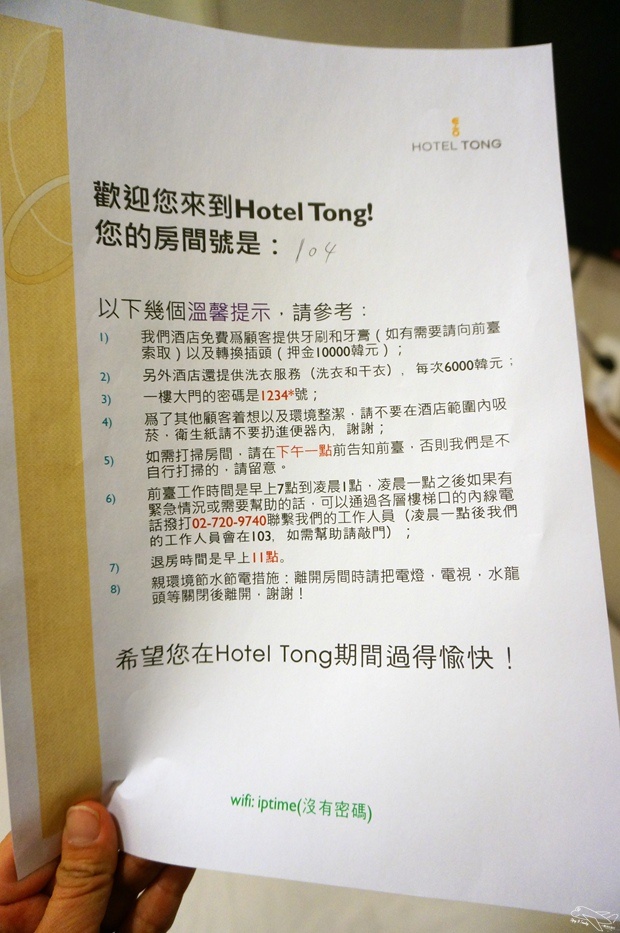 HOTEL TONG
歡迎您來到Hotel Tong!
您的房間號是：104
以下幾個溫馨提示，請參考：
1) 我們酒店免費爲顧客提供牙刷和牙膏（如有需要請向前臺
索取）以及轉換插頭（押金10000韓元）；
2) 另外酒店還提供洗衣服務（洗衣和干衣），每次6000韓元；
3) 一樓大門的密碼是1234*號；
4) 爲了其他顧客着想以及環境整潔，請不要在酒店範圍內吸
菸，衛生紙請不要扔進便器內，謝謝；
5) 如需打掃房間，請在下午一點前告知前臺，否則我們是不
自行打掃的，請留意。
6) 前臺工作時間是早上7點到凌晨1點，凌晨一點之後如果有
緊急情況或需要幫助的話，可以通過各層樓梯口的內線電
話撥打02-720-9740聯繫我們的工作人員（凌晨一點後我們
的工作人員會在103，如需幫助請敲門）；
7) 退房時間是早上11點。
8) 親環境節水節電措施：離開房間時請把電燈，電視，水龍
頭等關閉後離開，謝謝！
希望您在Hotel Tong期間過得愉快！
wifi: iptime(沒有密碼)